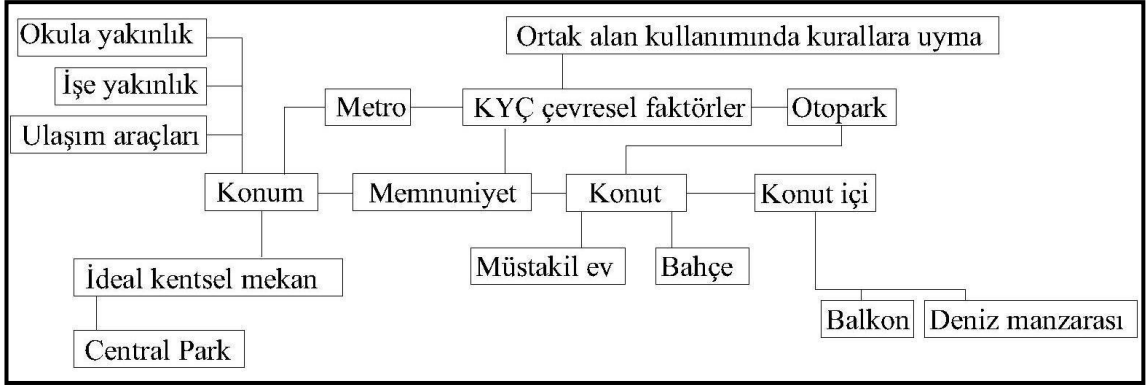 Okula yakınlık
Ortak alan kullanımında kurallara uyma
İşe yakınlık
Metro
KYÇ çevresel faktörler
Otopark
Ulaşım araçları
Konum
Memnuniyet
Konut
Konut içi
Müstakil ev
Bahçe
İdeal kentsel mekan
Balkon
Deniz manzarası
Central Park